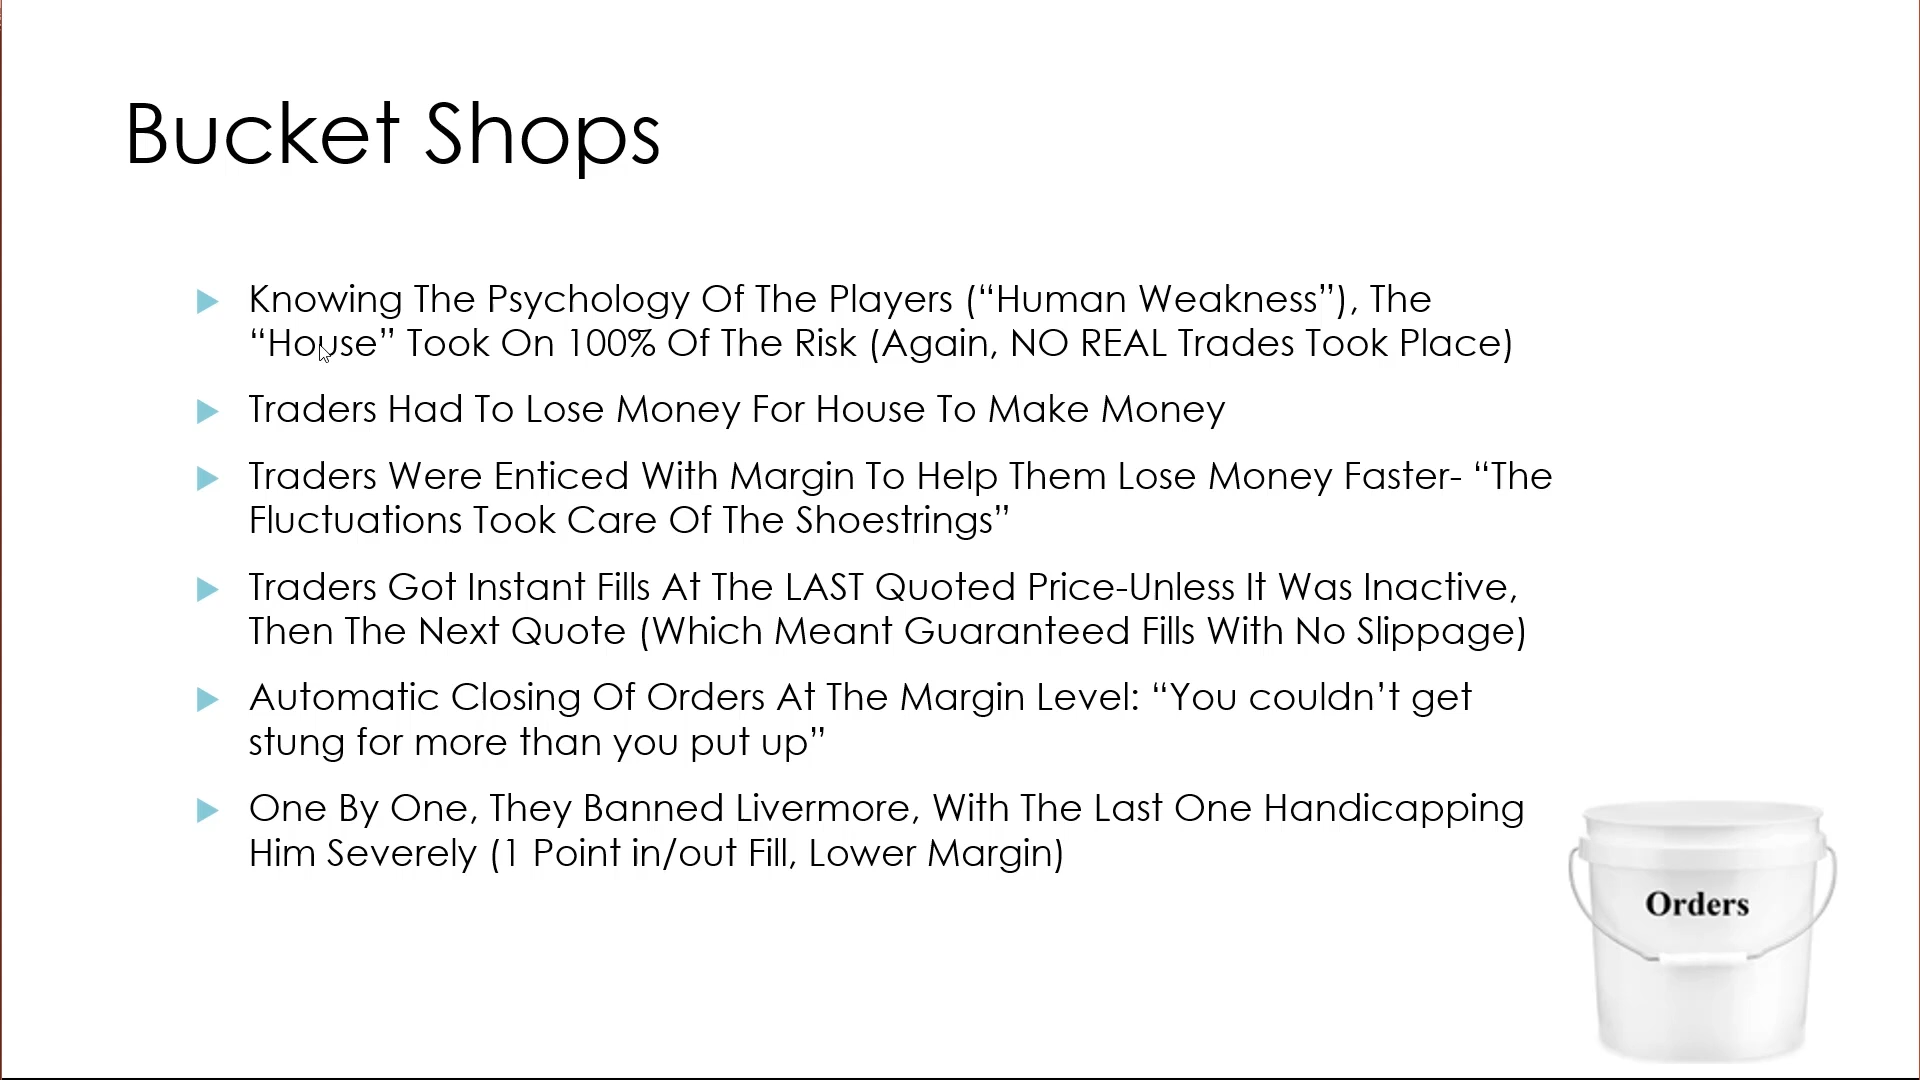 Bucket Shops
Knowing The Psychology Of The Players (“Human Weakness”), The
“House” Took On 100% Of The Risk (Again, NO REAL Trades Took Place)
Traders Had To Lose Money For House To Make Money
Traders Were Enticed With Margin To Help Them Lose Money Faster- “The
Fluctuations Took Care Of The Shoestrings”
Traders Got Instant Fills At The LAST Quoted Price-Unless It Was Inactive,
Then The Next Quote (Which Meant Guaranteed Fills With No Slippage)
Automatic Closing Of Orders At The Margin Level: “You couldn’t get
stung for more than you put up”
One By One, They Banned Livermore, With The Last One Handicapping
Him Severely (1 Point in/out Fill, Lower Margin)
Orders